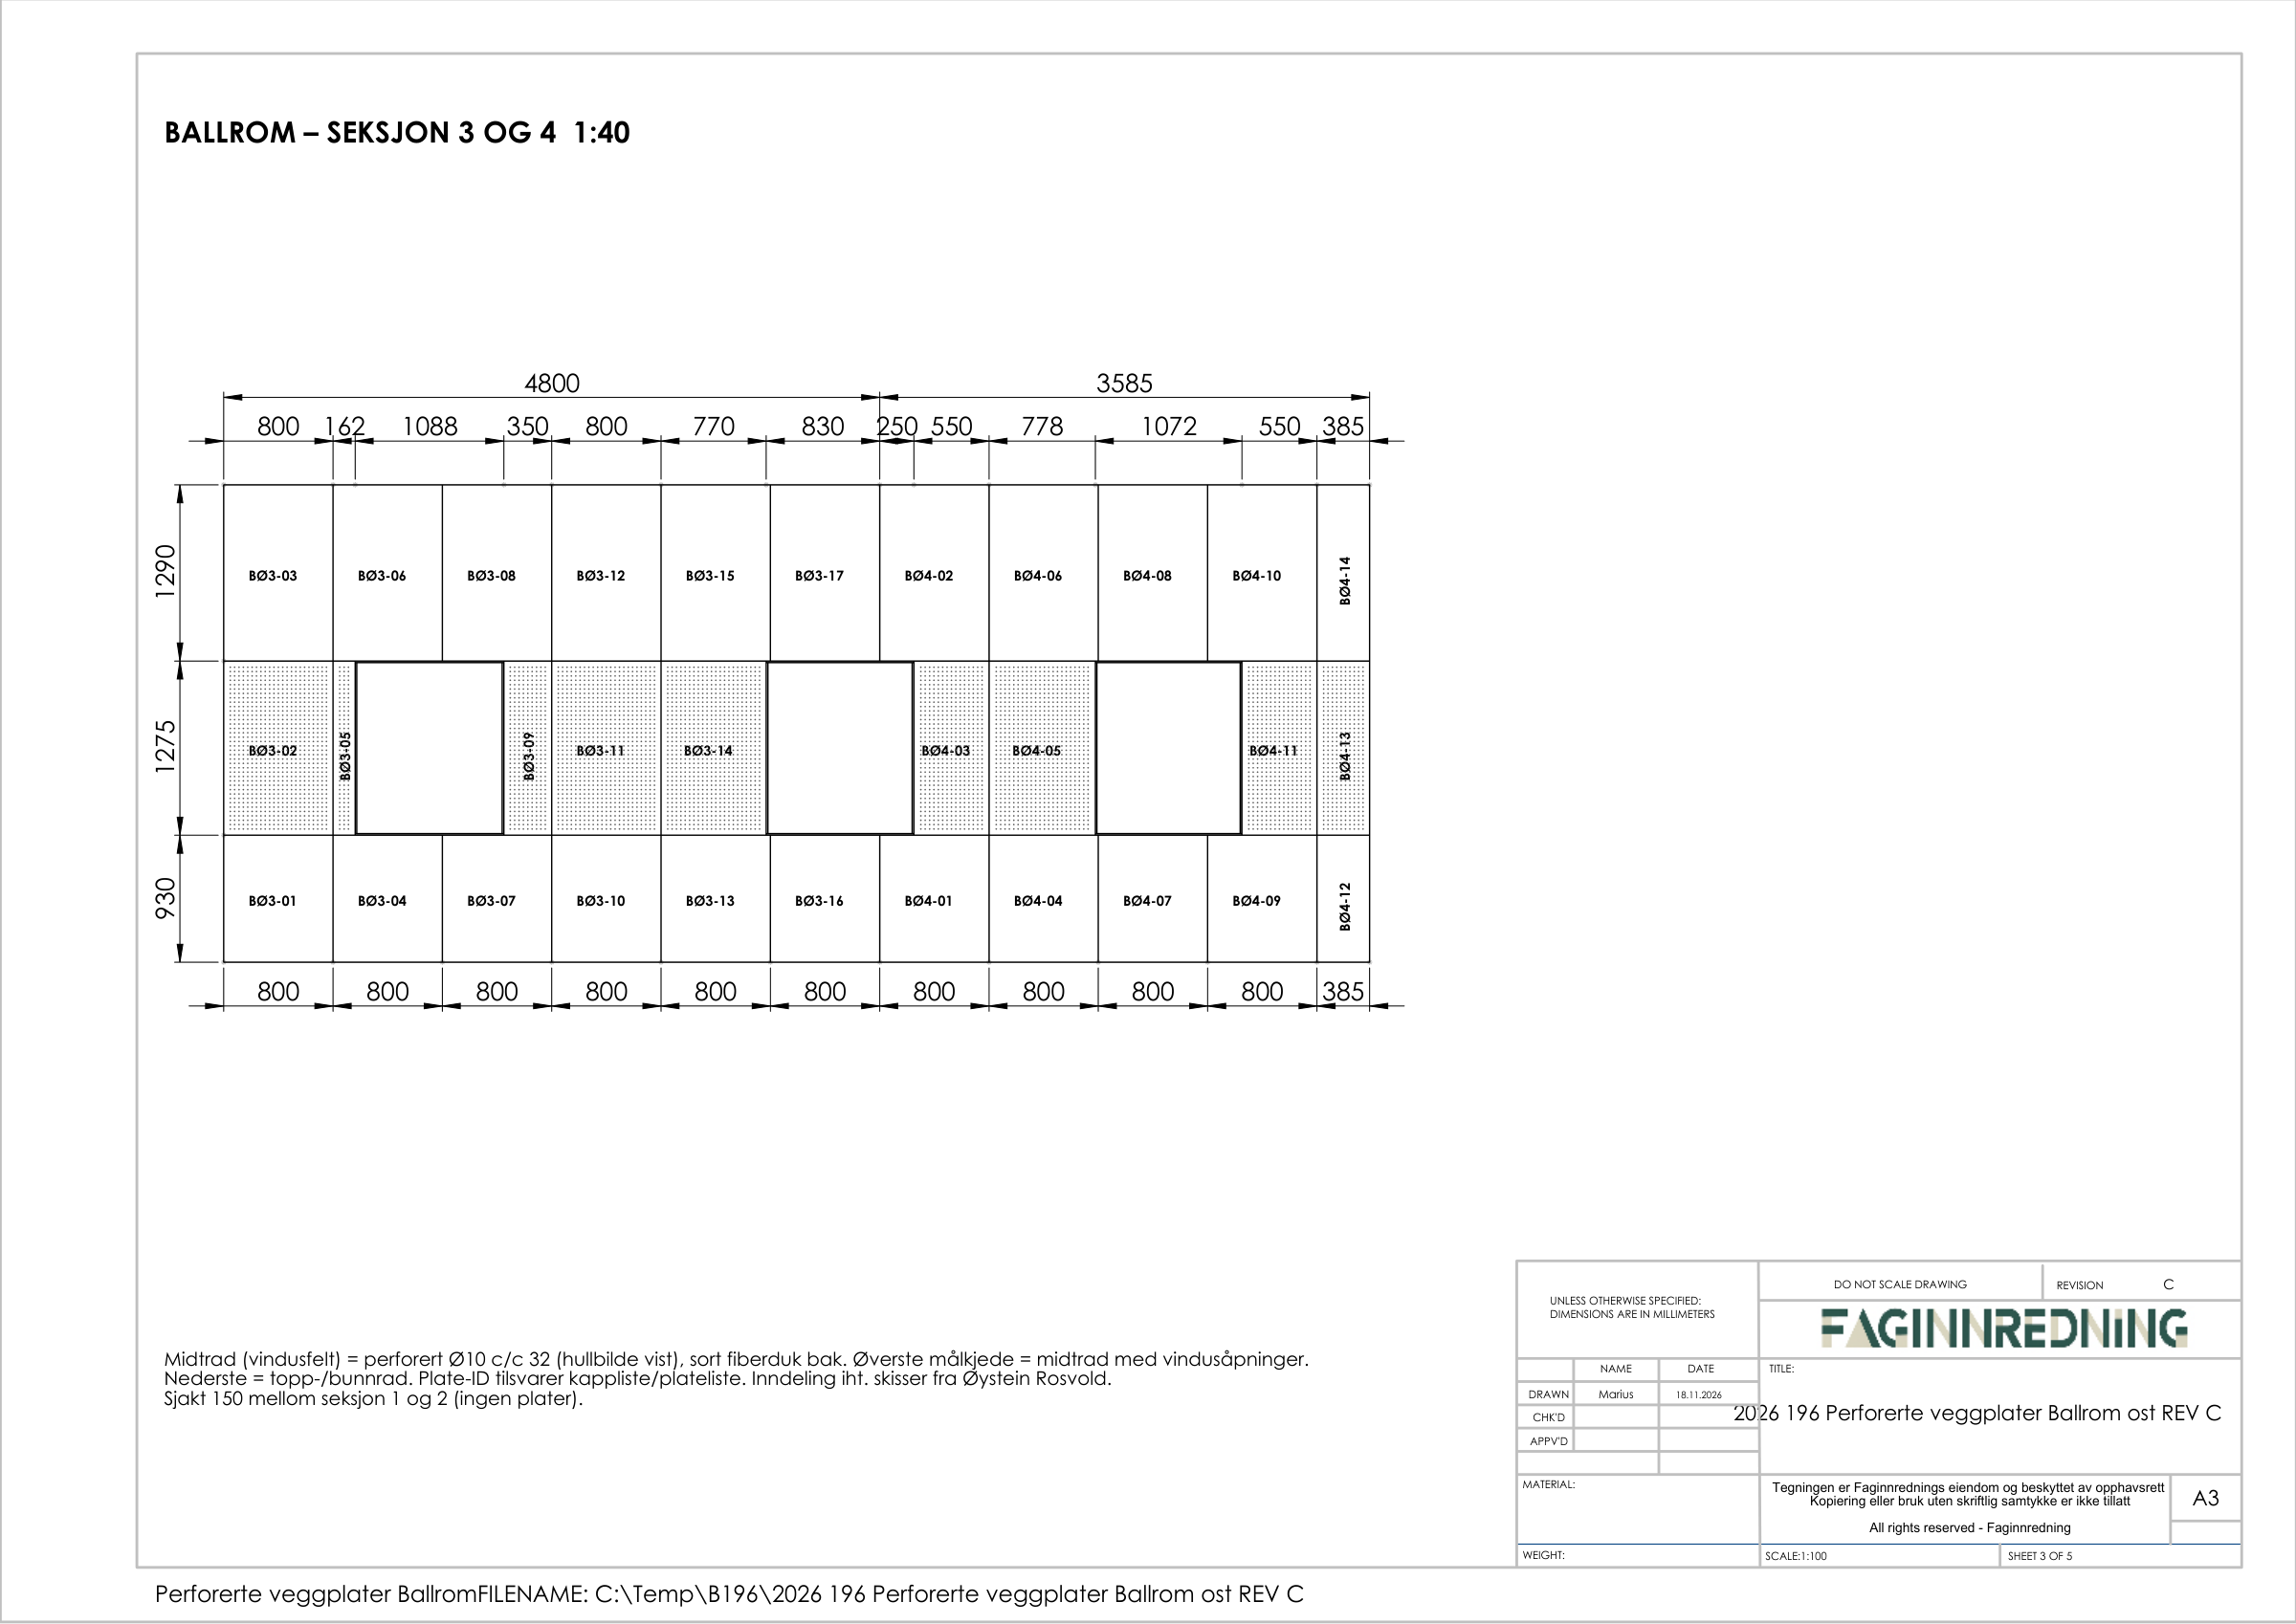 BALLROM – SEKSJON 3 OG 4 1:40
4800 3585
800 162 1088 350 800 770 830 250 550 778 1072 550 385
1290
BØ3-03 BØ3-06 BØ3-08 BØ3-12 BØ3-15 BØ3-17 BØ4-02 BØ4-06 BØ4-08 BØ4-10 BØ4-14
1275
BØ3-02 BØ3-05 BØ3-09 BØ3-11 BØ3-14 BØ4-03 BØ4-05 BØ4-11 BØ4-13
930
BØ3-01 BØ3-04 BØ3-07 BØ3-10 BØ3-13 BØ3-16 BØ4-01 BØ4-04 BØ4-07 BØ4-09 BØ4-12
800 800 800 800 800 800 800 800 800 800 385
Midtrad (vindusfelt) = perforert Ø10 c/c 32 (hullbilde vist), sort fiberduk bak. Øverste målkjede = midtrad med vindusåpninger.
Nederste = topp-/bunnrad. Plate-ID tilsvarer kappliste/plateliste. Inndeling iht. skisser fra Øystein Rosvold.
Sjakt 150 mellom seksjon 1 og 2 (ingen plater).
UNLESS OTHERWISE SPECIFIED:
DIMENSIONS ARE IN MILLIMETERS
DO NOT SCALE DRAWING
REVISION C
FAGINNREDNING
NAME DATE
DRAWN Marius 18.11.2026
CHK'D
APPV'D
TITLE:
2026 196 Perforerte veggplater Ballrom ost REV C
MATERIAL:
Tegningen er Faginnrednings eiendom og beskyttet av opphavsrett
Kopiering eller bruk uten skriftlig samtykke er ikke tillatt
All rights reserved - Faginnredning
A3
WEIGHT:
SCALE:1:100
SHEET 3 OF 5
Perforerte veggplater BallromFILENAME: C:\Temp\B196\2026 196 Perforerte veggplater Ballrom ost REV C